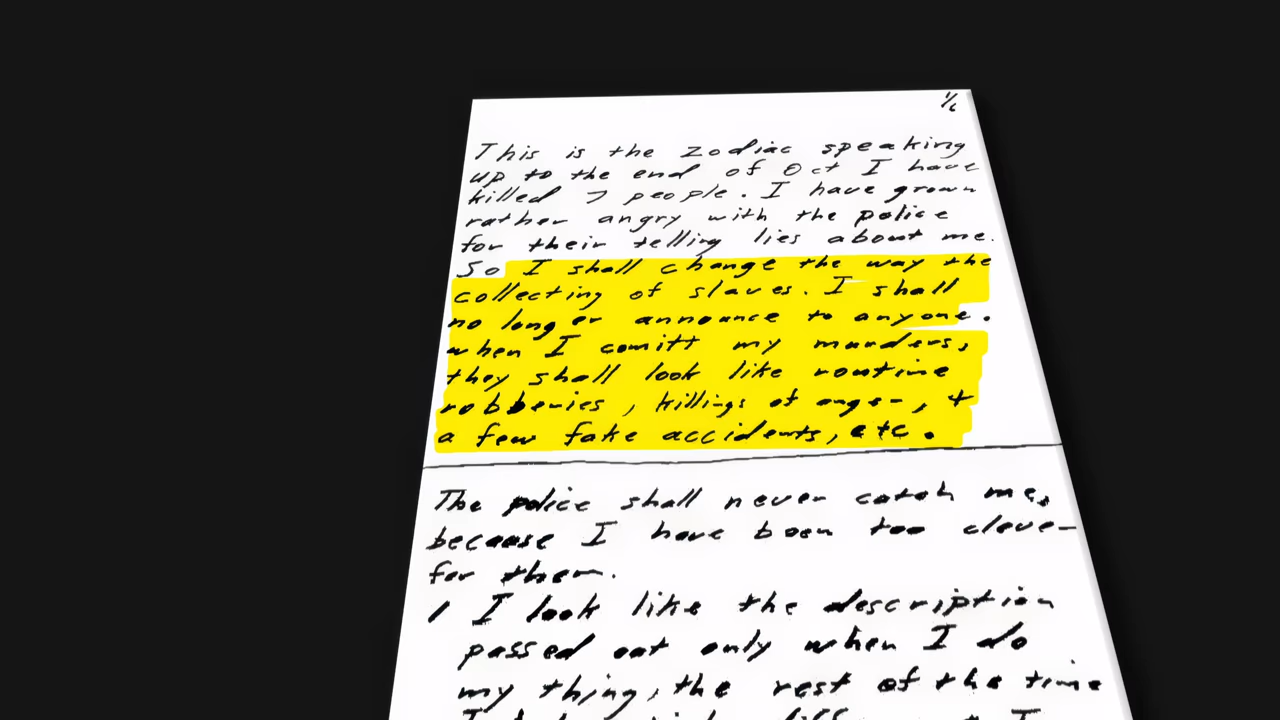 1/6
This is the zodiac speaking
up to the end of Oct I have
killed 7 people. I have grown
rather angry with the police
for their telling lies about me.
So I shall change the way the
collecting of slaves. I shall
no longer announce to anyone.
when I comitt my murders,
they shall look like routine
robberies, killings of anger, +
a few fake accidents, etc.
The police shall never catch me,
because I have been too clever
for them.
1 I look like the description
passed out only when I do
my thing, the rest of the time